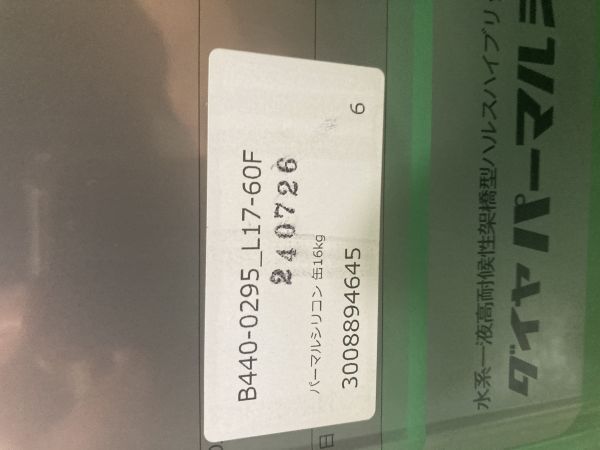 B440-0295_L17-60F
240726
パーマルシリコン 缶16kg
3008894645
6
水系一液高耐候性架橋型ハルスハイブリ
ダイヤパーマルシ
日